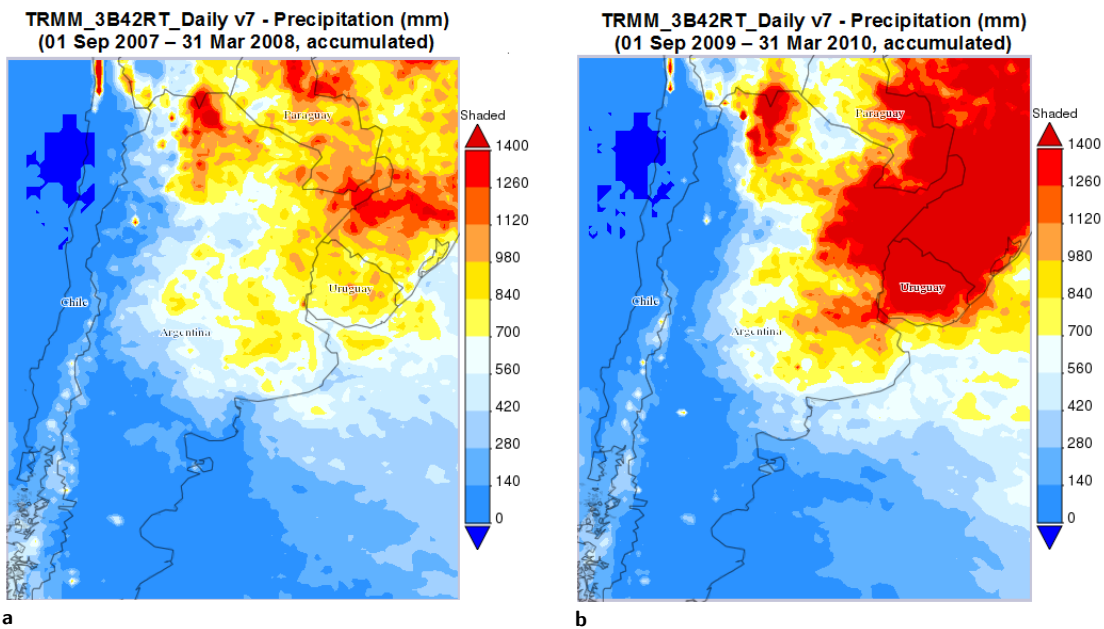 TRMM_3B42RT_Daily v7 - Precipitation (mm)
(01 Sep 2007 – 31 Mar 2008, accumulated)
Shaded
1400
1260
1120
980
840
700
560
420
280
140
0
Paraguay
Uruguay
Chile
Argentina
a
TRMM_3B42RT_Daily v7 - Precipitation (mm)
(01 Sep 2009 – 31 Mar 2010, accumulated)
Shaded
1400
1260
1120
980
840
700
560
420
280
140
0
Paraguay
Uruguay
Chile
Argentina
b